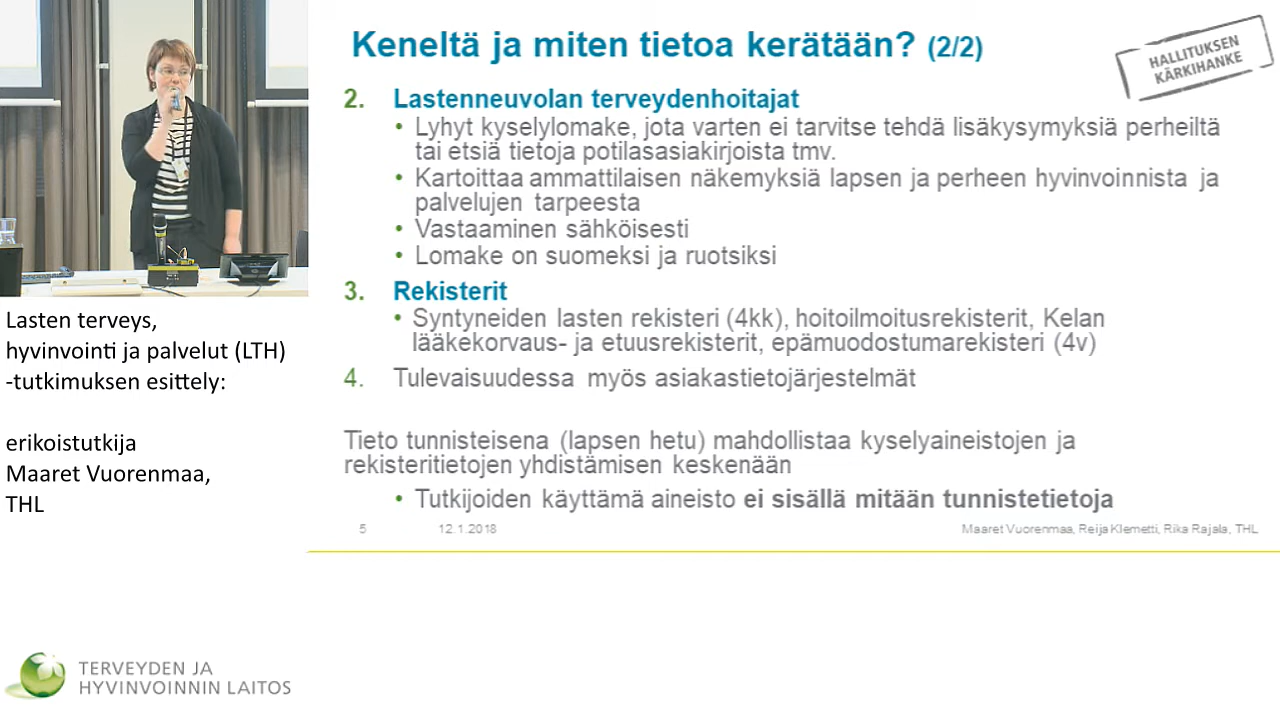 Keneltä ja miten tietoa kerätään? (2/2)
HALLITUKSEN
KÄRKIHANKE
2. Lastenneuvolan terveydenhoitajat
• Lyhyt kyselylomake, jota varten ei tarvitse tehdä lisäkysymyksiä perheiltä
tai etsiä tietoja potilasasiakirjoista tmv.
• Kartoittaa ammattilaisen näkemyksiä lapsen ja perheen hyvinvoinnista ja
palvelujen tarpeesta
• Vastaaminen sähköisesti
• Lomake on suomeksi ja ruotsiksi
3. Rekisterit
• Syntyneiden lasten rekisteri (4kk), hoitoilmoitusrekisterit, Kelan
lääkekorvaus- ja etuusrekisterit, epämuodostumarekisteri (4v)
4. Tulevaisuudessa myös asiakastietojärjestelmät
Tieto tunnisteisena (lapsen hetu) mahdollistaa kyselyaineistojen ja
rekisteritietojen yhdistämisen keskenään
• Tutkijoiden käyttämä aineisto ei sisällä mitään tunnistetietoja
5 12.1.2018 Maaret Vuorenmaa, Reija Klemetti, Rika Rajala, THL
Lasten terveys,
hyvinvointi ja palvelut (LTH)
-tutkimuksen esittely:
erikoistutkija
Maaret Vuorenmaa,
THL
TERVEYDEN JA
HYVINVOINNIN LAITOS